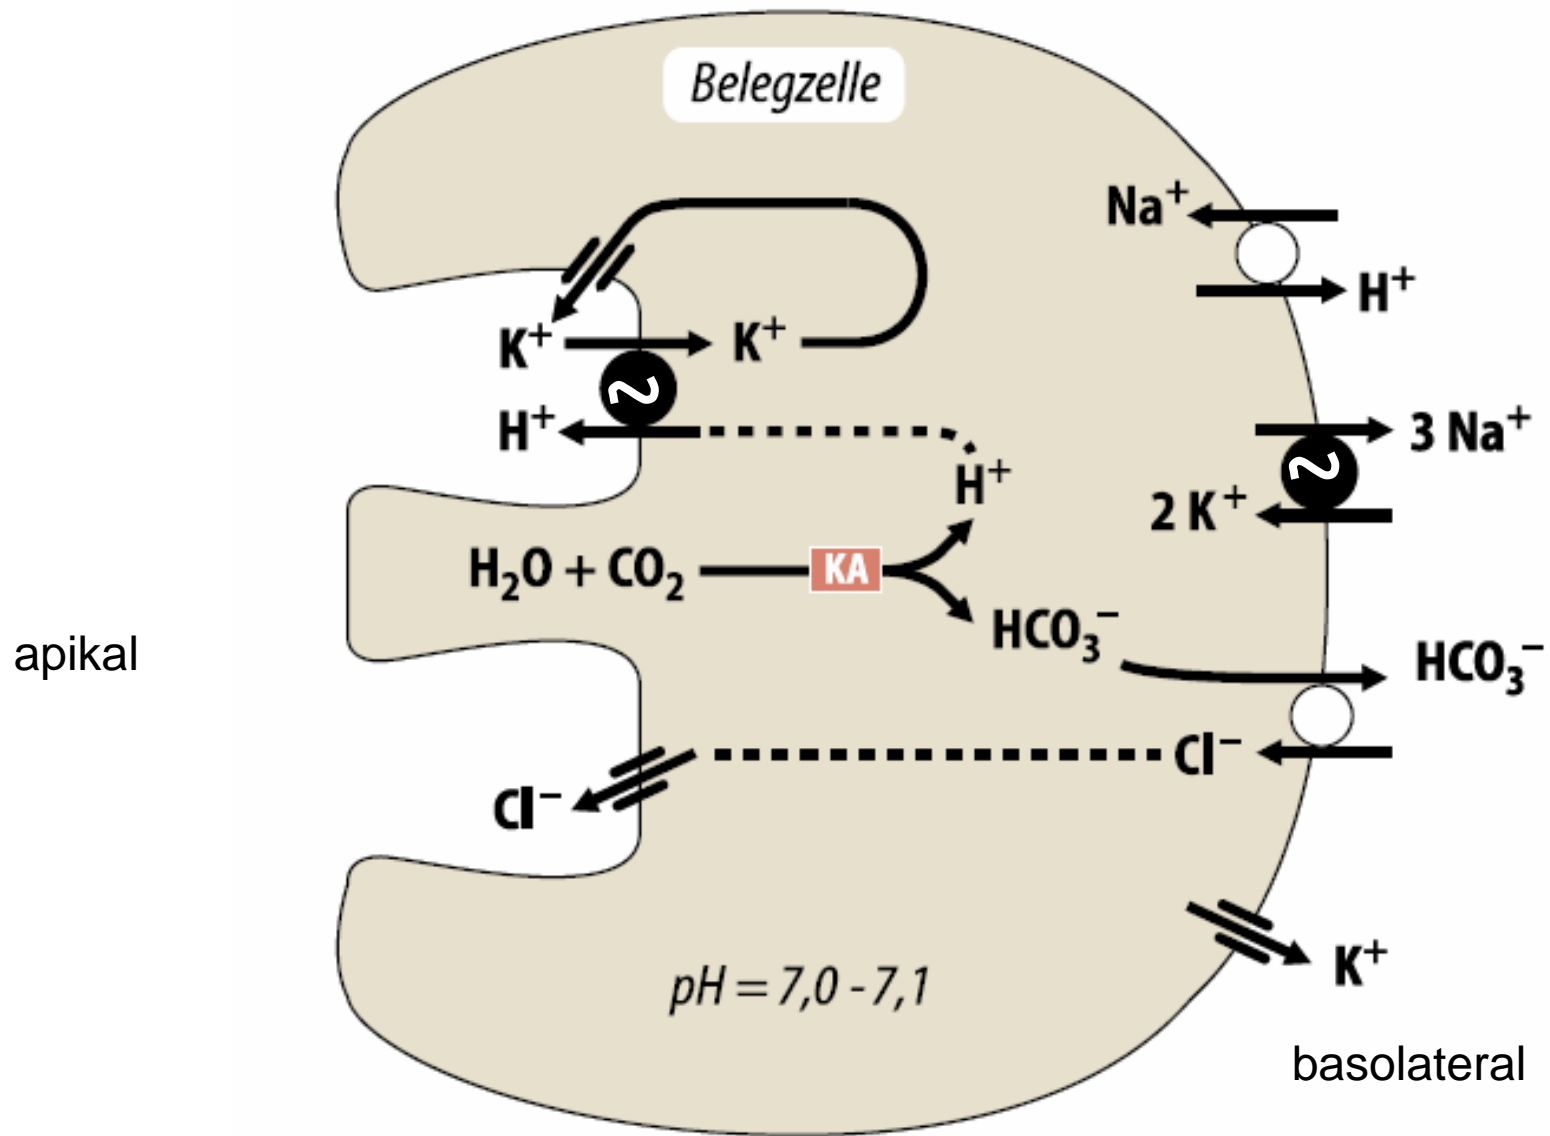 Belegzelle
Na⁺
H⁺
K⁺
K⁺
H⁺
3 Na⁺
H⁺
2 K⁺
H₂O + CO₂
KA
HCO₃⁻
HCO₃⁻
apikal
Cl⁻
Cl⁻
K⁺
pH = 7,0 - 7,1
basolateral